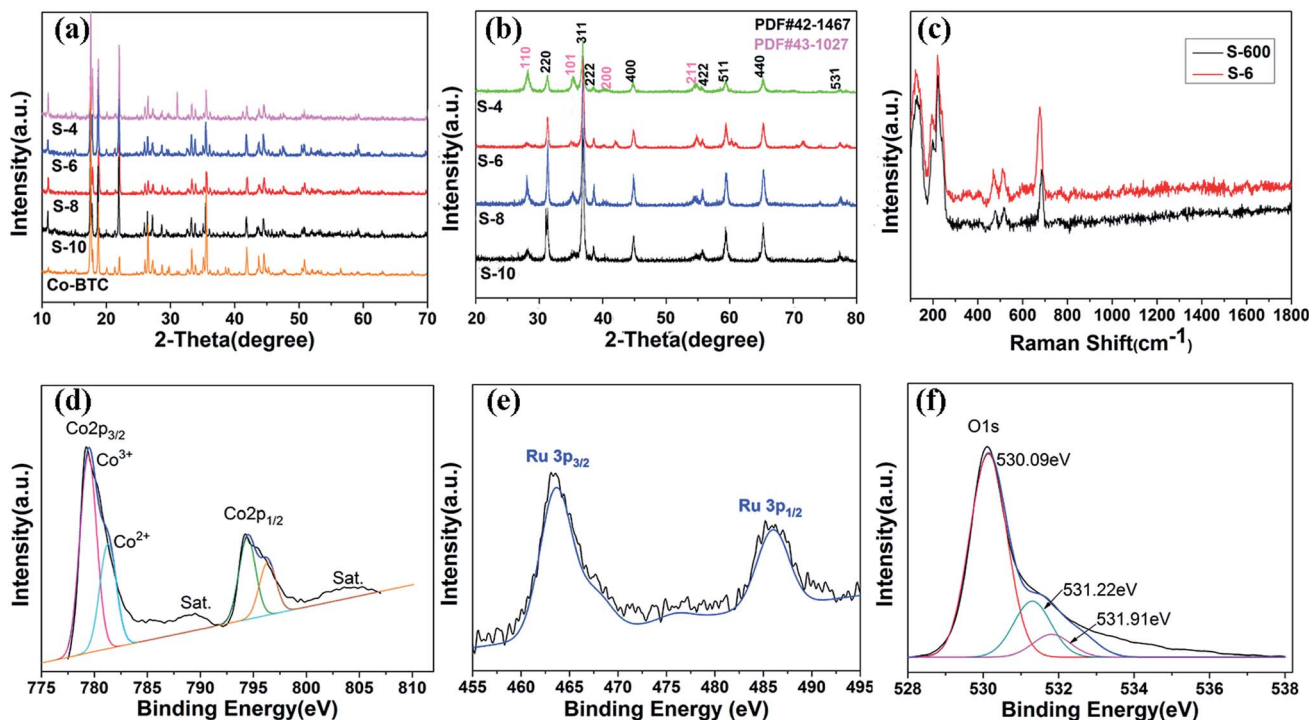 (a)
Intensity(a.u.)
S-4
S-6
S-8
S-10
Co-BTC
10 20 30 40 50 60 70
2-Theta(degree)
(b)
PDF#42-1467
PDF#43-1027
Intensity(a.u.)
110 220 101 311 222 200 400 211 422 511 440 531
S-4
S-6
S-8
S-10
20 30 40 50 60 70 80
2-Theta(degree)
(c)
S-600
S-6
Intensity(a.u.)
200 400 600 800 1000 1200 1400 1600 1800
Raman Shift(cm-1)
(d)
Intensity(a.u.)
Co2p3/2
Co3+
Co2+
Sat.
Co2p1/2
Sat.
775 780 785 790 795 800 805 810
Binding Energy(eV)
(e)
Intensity(a.u.)
Ru 3p3/2
Ru 3p1/2
455 460 465 470 475 480 485 490 495
Binding Energy (eV)
(f)
Intensity(a.u.)
O1s
530.09eV
531.22eV
531.91eV
528 530 532 534 536 538
Binding Energy(eV)